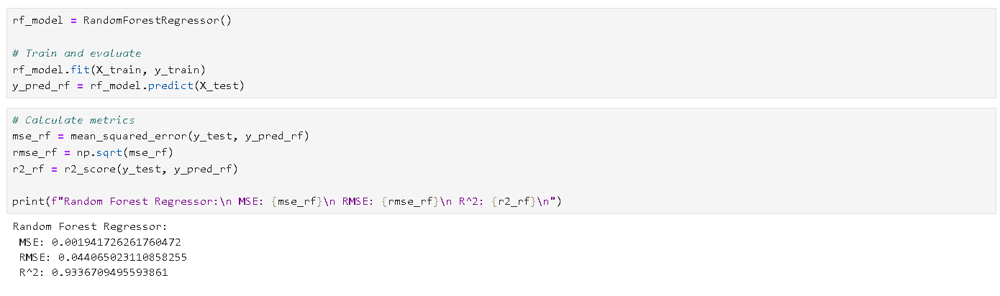 rf_model = RandomForestRegressor()
# Train and evaluate
rf_model.fit(X_train, y_train)
y_pred_rf = rf_model.predict(X_test)
# Calculate metrics
mse_rf = mean_squared_error(y_test, y_pred_rf)
rmse_rf = np.sqrt(mse_rf)
r2_rf = r2_score(y_test, y_pred_rf)
print(f"Random Forest Regressor:\n MSE: {mse_rf}\n RMSE: {rmse_rf}\n R^2: {r2_rf}\n")
Random Forest Regressor:
 MSE: 0.001941726261760472
 RMSE: 0.044065023110858255
 R^2: 0.9336709495593861